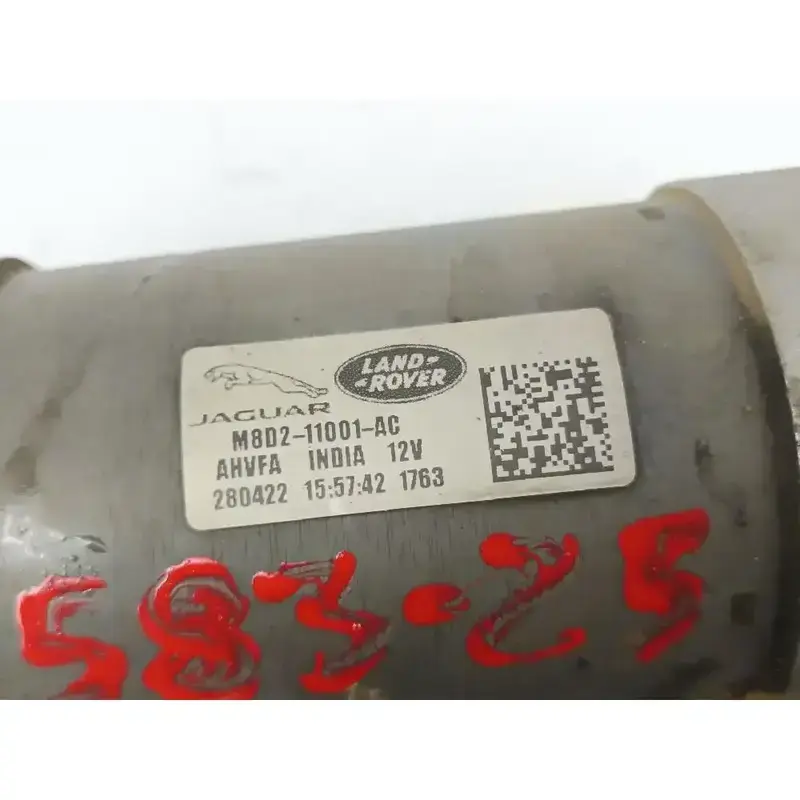 JAGUAR
LAND-
-ROVER
M8D2-11001-AC
AHVFA INDIA 12V
280422 15:57:42 1763
583-25